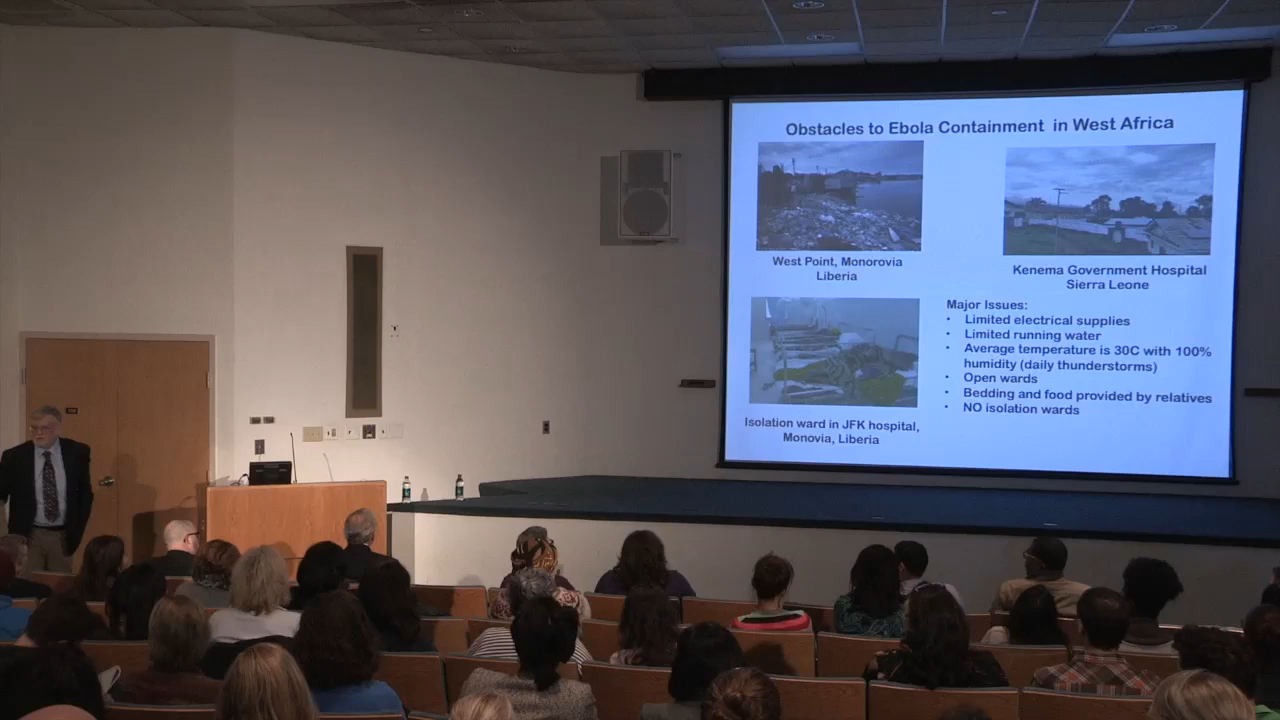 Obstacles to Ebola Containment in West Africa
West Point, Monorovia
Liberia
Kenema Government Hospital
Sierra Leone
Isolation ward in JFK hospital,
Monovia, Liberia
Major Issues:
• Limited electrical supplies
• Limited running water
• Average temperature is 30C with 100%
humidity (daily thunderstorms)
• Open wards
• Bedding and food provided by relatives
• NO isolation wards